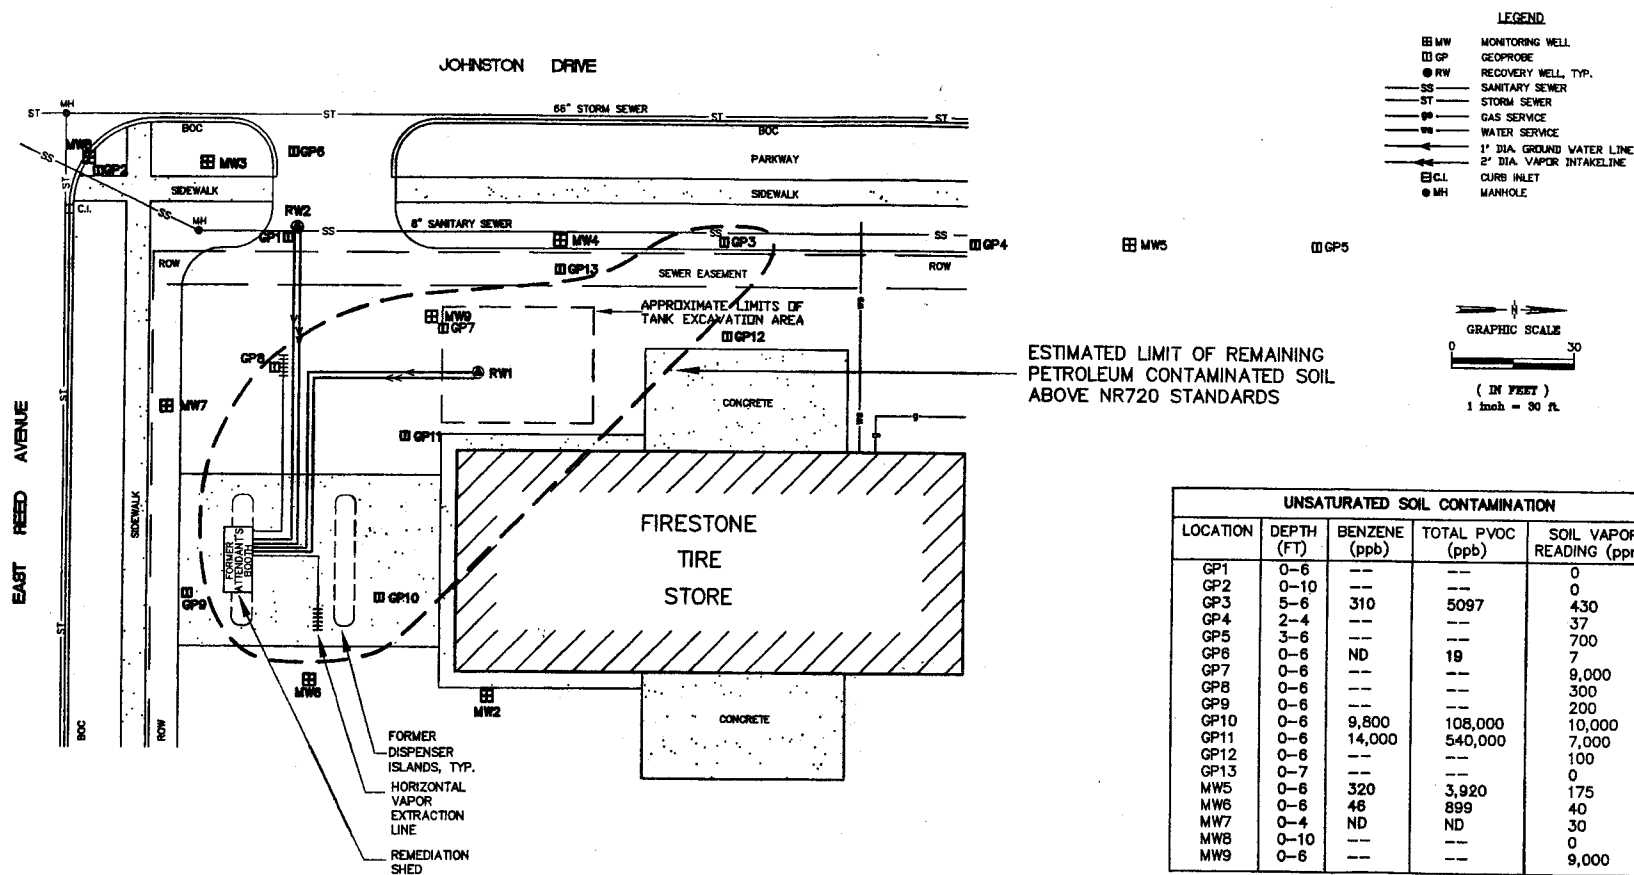 LEGEND
MW MONITORING WELL
GP GEOPROBE
RW RECOVERY WELL, TYP.
SS SANITARY SEWER
ST STORM SEWER
GAS SERVICE
WATER SERVICE
1" DIA. GROUND WATER LINE
2" DIA. VAPOR INTAKELINE
C.I. CURB INLET
MH MANHOLE
JOHNSTON DRIVE
ST MH ST 66" STORM SEWER ST ST
BOC BOC
MW8 GP2 MW3 GP6 PARKWAY
SS ST SIDEWALK SIDEWALK
C.I. SS MH RW2 8" SANITARY SEWER
GP1 SS MW4 SS GP3 SS GP4 MW5 GP5
ROW ROW GP13 SEWER EASEMENT ROW
APPROXIMATE LIMITS OF
TANK EXCAVATION AREA
MW9
GP7 GP12
N
GRAPHIC SCALE
0 30
( IN FEET )
1 inch = 30 ft.
GP8 RW1
ESTIMATED LIMIT OF REMAINING
PETROLEUM CONTAMINATED SOIL
ABOVE NR720 STANDARDS
ST MW7 CONCRETE
GP11 g
g
EAST REED AVENUE
SIDEWALK
FIRESTONE
TIRE
STORE
FORMER
ATTENDANT'S
BOOTH
GP9 GP10
ST
MW6 MW2
CONCRETE
BOC ROW
FORMER
DISPENSER
ISLANDS, TYP.
HORIZONTAL
VAPOR
EXTRACTION
LINE
REMEDIATION
SHED
UNSATURATED SOIL CONTAMINATION
LOCATION DEPTH (FT) BENZENE (ppb) TOTAL PVOC (ppb) SOIL VAPOR READING (ppm
GP1 0-6 -- -- 0
GP2 0-10 -- -- 0
GP3 5-6 310 5097 430
GP4 2-4 -- -- 37
GP5 3-6 -- -- 700
GP6 0-6 ND 19 7
GP7 0-6 -- -- 9,000
GP8 0-6 -- -- 300
GP9 0-6 -- -- 200
GP10 0-6 9,800 108,000 10,000
GP11 0-6 14,000 540,000 7,000
GP12 0-6 -- -- 100
GP13 0-7 -- -- 0
MW5 0-6 320 3,920 175
MW6 0-6 46 899 40
MW7 0-4 ND ND 30
MW8 0-10 -- -- 0
MW9 0-6 -- -- 9,000